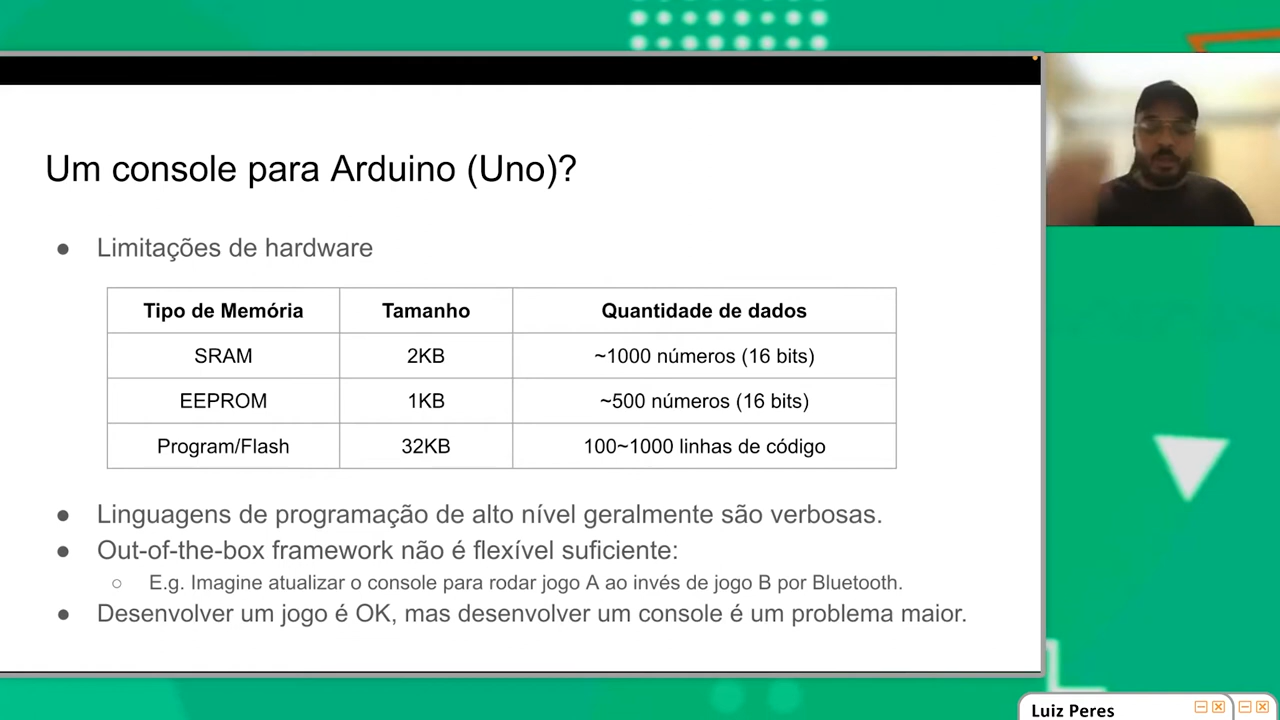 Um console para Arduino (Uno)?
● Limitações de hardware
Tipo de Memória Tamanho Quantidade de dados
SRAM 2KB ~1000 números (16 bits)
EEPROM 1KB ~500 números (16 bits)
Program/Flash 32KB 100~1000 linhas de código
● Linguagens de programação de alto nível geralmente são verbosas.
● Out-of-the-box framework não é flexível suficiente:
○ E.g. Imagine atualizar o console para rodar jogo A ao invés de jogo B por Bluetooth.
● Desenvolver um jogo é OK, mas desenvolver um console é um problema maior.
Luiz Peres